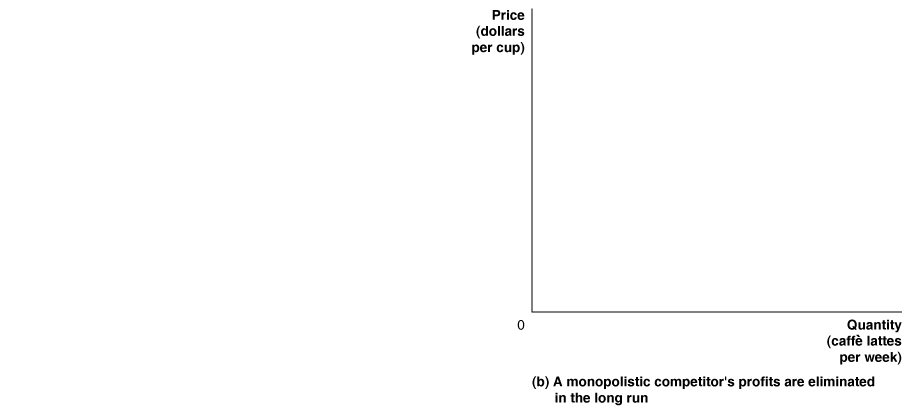 Price
(dollars
per cup)
0
Quantity
(caffè lattes
per week)
(b) A monopolistic competitor's profits are eliminated
in the long run